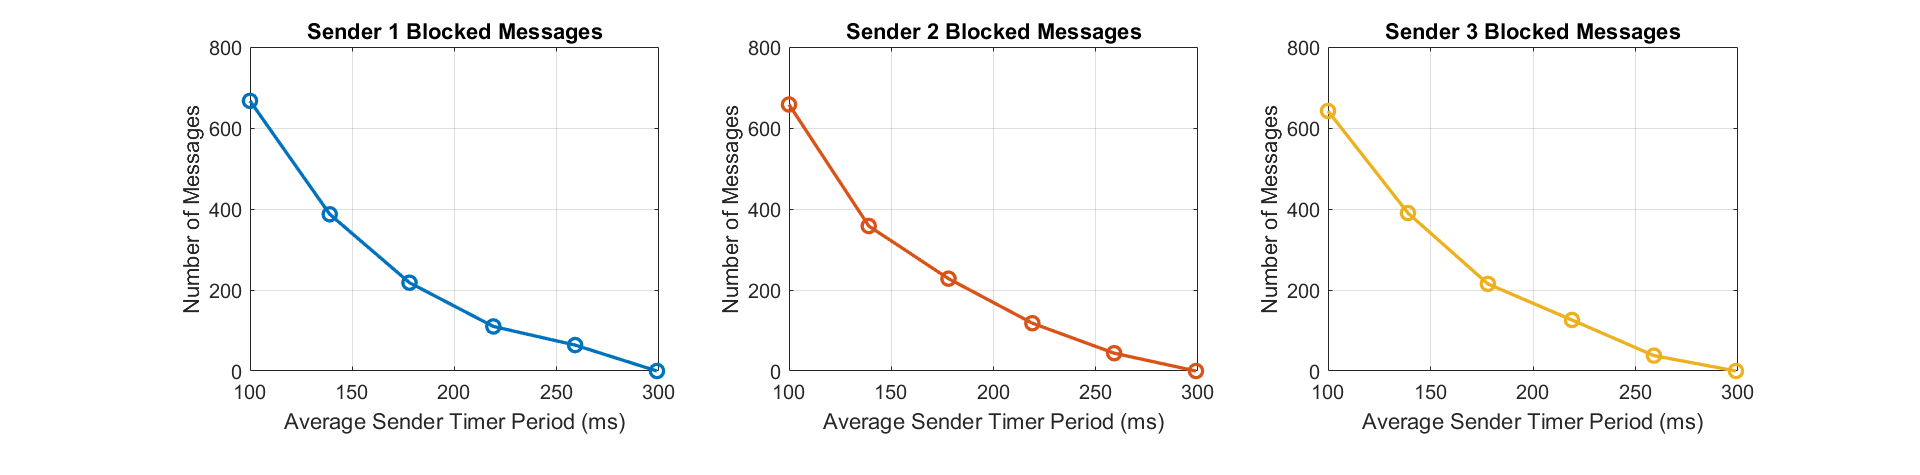 Sender 1 Blocked Messages
800
600
400
200
0
Number of Messages
100 150 200 250 300
Average Sender Timer Period (ms)
Sender 2 Blocked Messages
800
600
400
200
0
Number of Messages
100 150 200 250 300
Average Sender Timer Period (ms)
Sender 3 Blocked Messages
800
600
400
200
0
Number of Messages
100 150 200 250 300
Average Sender Timer Period (ms)